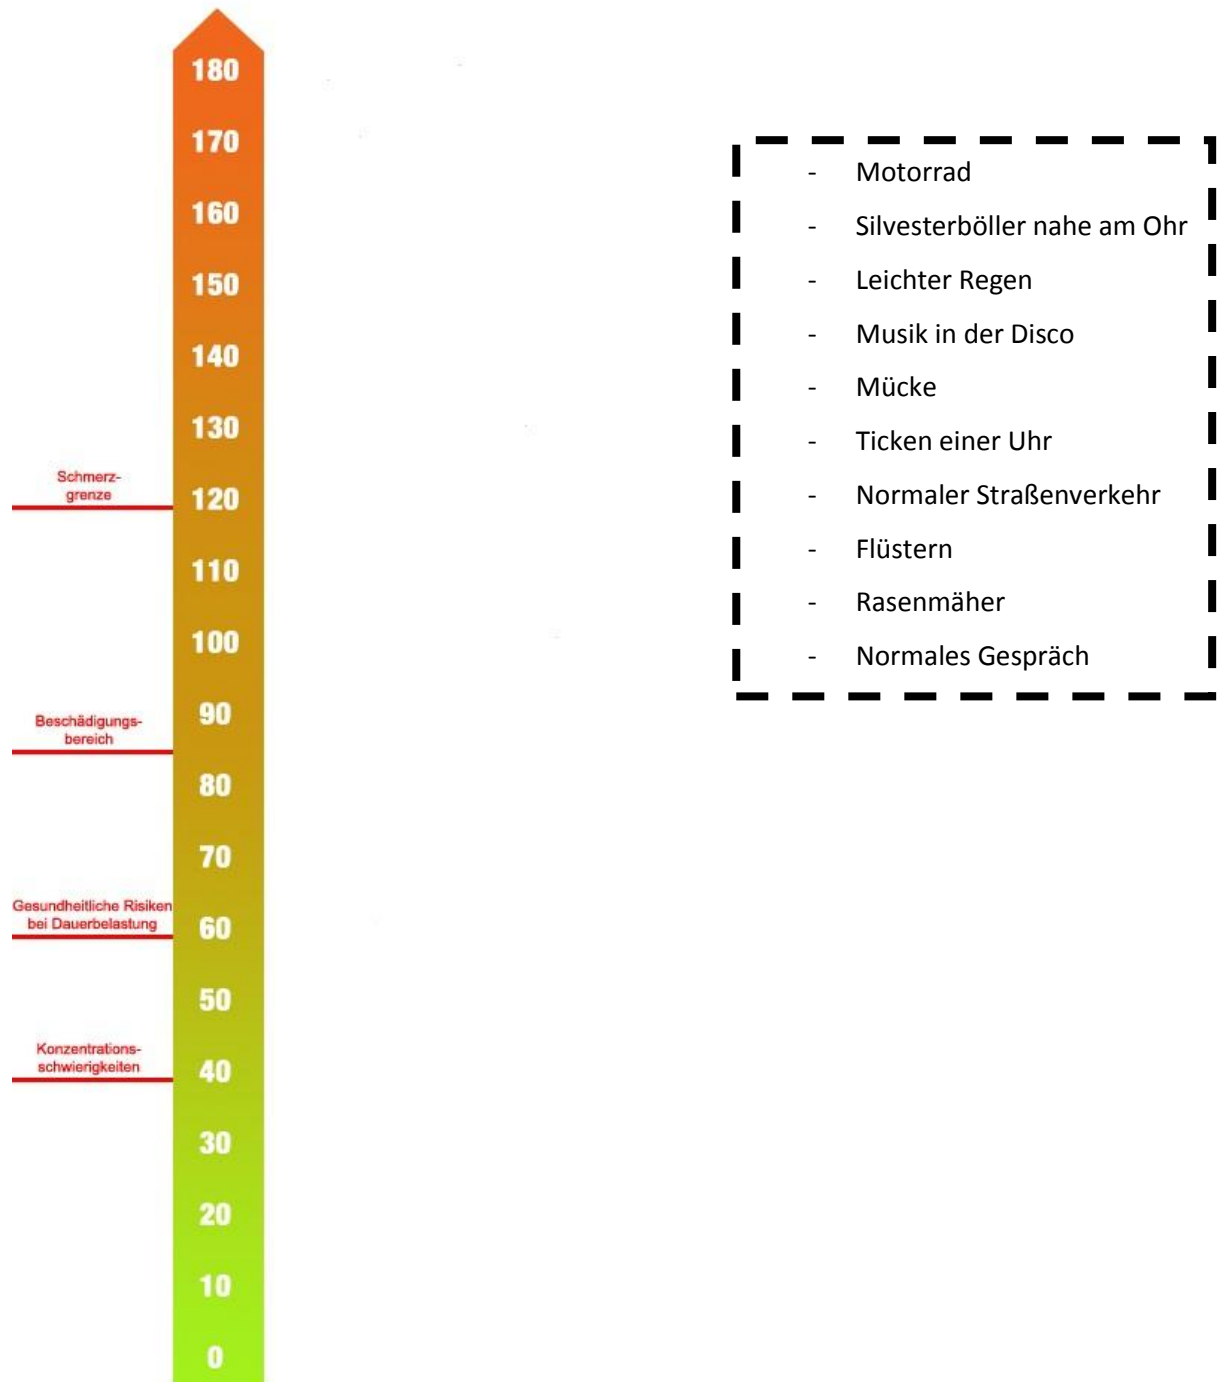 180
170
160
150
140
130
Schmerz-
grenze
120
110
100
90
Beschädigungs-
bereich
80
70
Gesundheitliche Risiken
bei Dauerbelastung
60
50
Konzentrations-
schwierigkeiten
40
30
20
10
0
- Motorrad
- Silvesterböller nahe am Ohr
- Leichter Regen
- Musik in der Disco
- Mücke
- Ticken einer Uhr
- Normaler Straßenverkehr
- Flüstern
- Rasenmäher
- Normales Gespräch